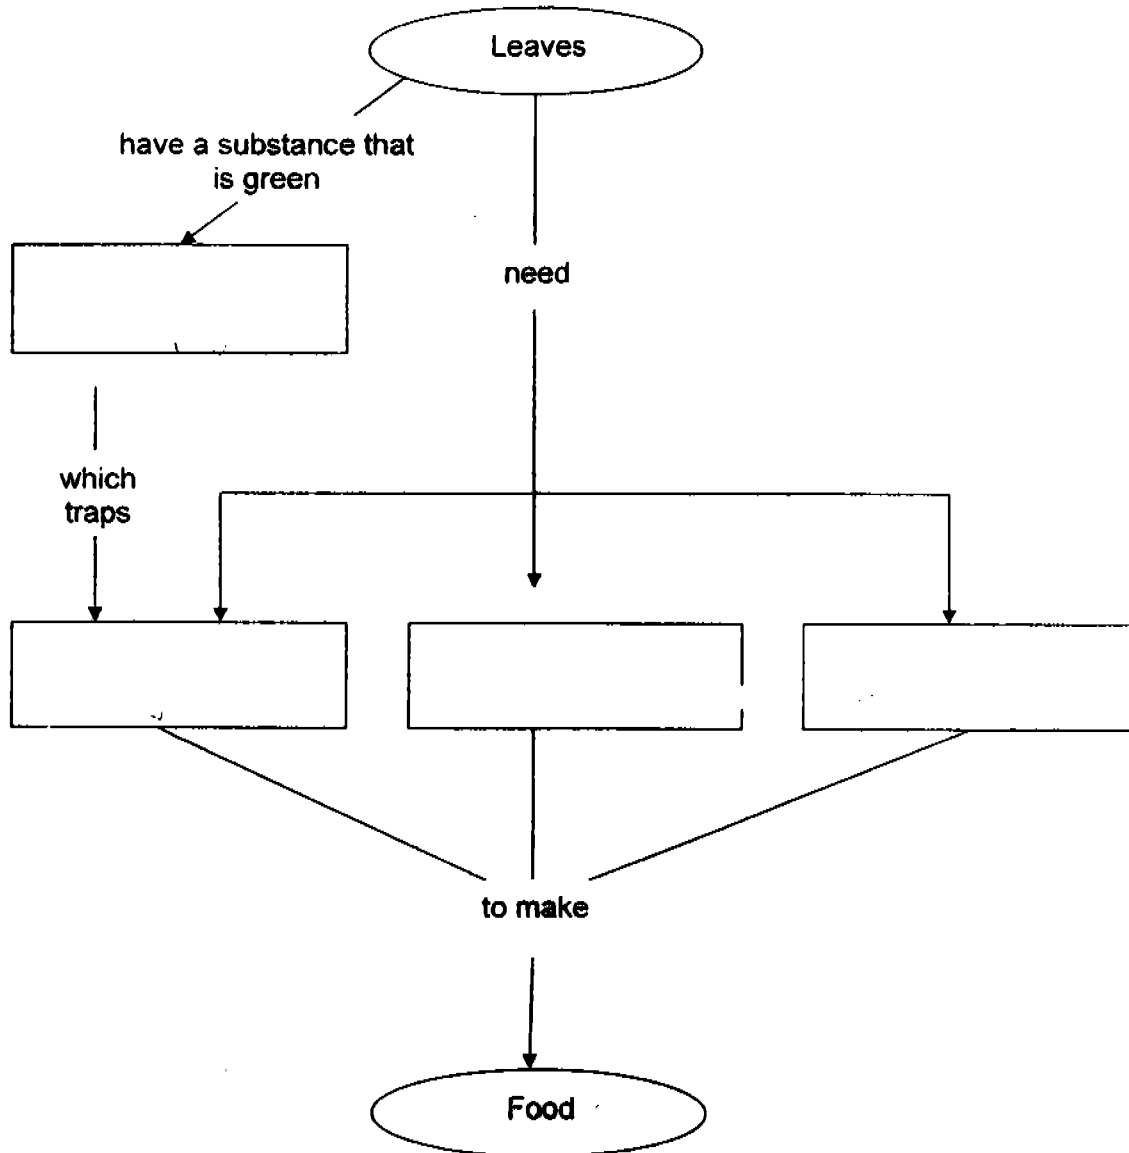 Leaves
have a substance that
is green
need
which
traps
to make
Food